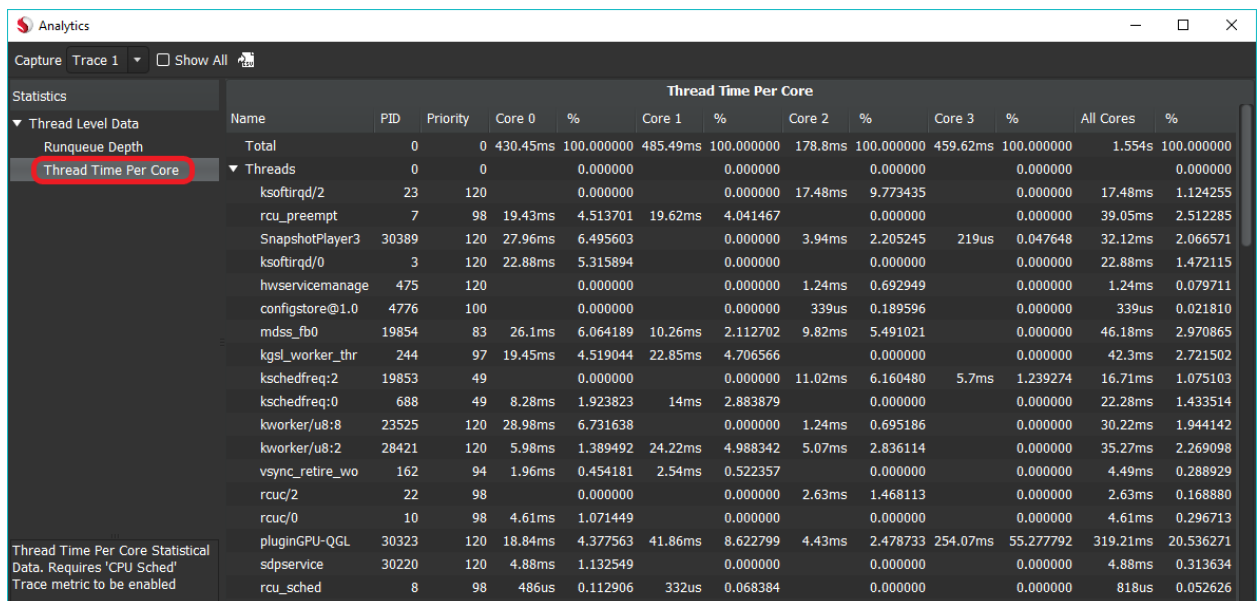 Analytics
Capture Trace 1 Show All
Statistics
Thread Level Data
Runqueue Depth
Thread Time Per Core
Thread Time Per Core
Name PID Priority Core 0 % Core 1 % Core 2 % Core 3 % All Cores %
Total 0 0 430.45ms 100.000000 485.49ms 100.000000 178.8ms 100.000000 459.62ms 100.000000 1.554s 100.000000
Threads 0 0 0.000000 0.000000 0.000000 0.000000 0.000000
ksoftirqd/2 23 120 0.000000 0.000000 17.48ms 9.773435 0.000000 17.48ms 1.124255
rcu_preempt 7 98 19.43ms 4.513701 19.62ms 4.041467 0.000000 0.000000 39.05ms 2.512285
SnapshotPlayer3 30389 120 27.96ms 6.495603 0.000000 3.94ms 2.205245 219us 0.047648 32.12ms 2.066571
ksoftirqd/0 3 120 22.88ms 5.315894 0.000000 0.000000 0.000000 22.88ms 1.472115
hwservicemanage 475 120 0.000000 0.000000 1.24ms 0.692949 0.000000 1.24ms 0.079711
configstore@1.0 4776 100 0.000000 0.000000 339us 0.189596 0.000000 339us 0.021810
mdss_fb0 19854 83 26.1ms 6.064189 10.26ms 2.112702 9.82ms 5.491021 0.000000 46.18ms 2.970865
kgsl_worker_thr 244 97 19.45ms 4.519044 22.85ms 4.706566 0.000000 0.000000 42.3ms 2.721502
kschedfreq:2 19853 49 0.000000 0.000000 11.02ms 6.160480 5.7ms 1.239274 16.71ms 1.075103
kschedfreq:0 688 49 8.28ms 1.923823 14ms 2.883879 0.000000 0.000000 22.28ms 1.433514
kworker/u8:8 23525 120 28.98ms 6.731638 0.000000 1.24ms 0.695186 0.000000 30.22ms 1.944142
kworker/u8:2 28421 120 5.98ms 1.389492 24.22ms 4.988342 5.07ms 2.836114 0.000000 35.27ms 2.269098
vsync_retire_wo 162 94 1.96ms 0.454181 2.54ms 0.522357 0.000000 0.000000 4.49ms 0.288929
rcuc/2 22 98 0.000000 0.000000 2.63ms 1.468113 0.000000 2.63ms 0.168880
rcuc/0 10 98 4.61ms 1.071449 0.000000 0.000000 0.000000 4.61ms 0.296713
pluginGPU-QGL 30323 120 18.84ms 4.377563 41.86ms 8.622799 4.43ms 2.478733 254.07ms 55.277792 319.21ms 20.536271
sdpservice 30220 120 4.88ms 1.132549 0.000000 0.000000 0.000000 4.88ms 0.313634
rcu_sched 8 98 486us 0.112906 332us 0.068384 0.000000 0.000000 818us 0.052626
Thread Time Per Core Statistical
Data. Requires 'CPU Sched'
Trace metric to be enabled